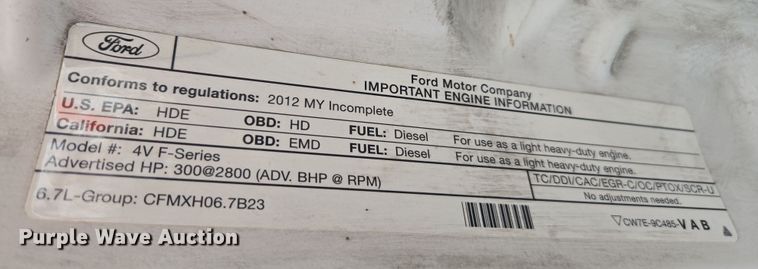 Ford
Ford Motor Company
IMPORTANT ENGINE INFORMATION
Conforms to regulations: 2012 MY Incomplete
U.S. EPA: HDE OBD: HD FUEL: Diesel For use as a light heavy-duty engine.
California: HDE OBD: EMD FUEL: Diesel For use as a light heavy-duty engine.
Model #: 4V F-Series
Advertised HP: 300@2800 (ADV. BHP @ RPM)
TC/DDI/CAC/EGR-C/OC/PTOX/SCR-U
No adjustments needed.
6.7L-Group: CFMXH06.7B23
▽CW7E-9C485-VAB △
Purple Wave Auction